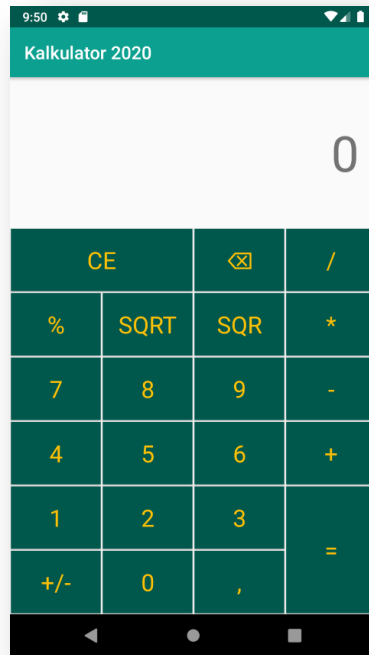 9:50
Kalkulator 2020
0
CE ⌫ /
% SQRT SQR *
7 8 9 -
4 5 6 +
1 2 3
=
+/- 0 ,